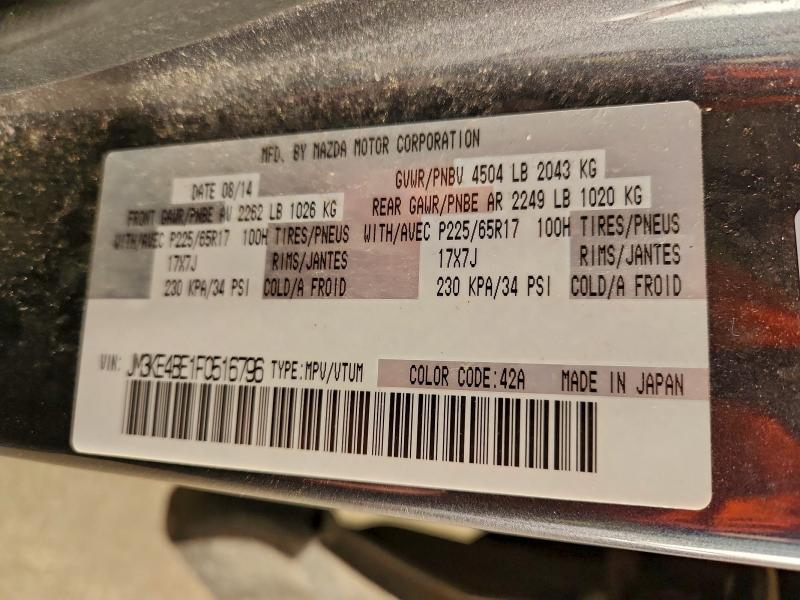 MFD. BY MAZDA MOTOR CORPORATION
DATE 08/14 GVWR/PNBV 4504 LB 2043 KG
FRONT GAWR/PNBE AV 2262 LB 1026 KG REAR GAWR/PNBE AR 2249 LB 1020 KG
WITH/AVEC P225/65R17 100H TIRES/PNEUS WITH/AVEC P225/65R17 100H TIRES/PNEUS
17X7J RIMS/JANTES 17X7J RIMS/JANTES
230 KPA/34 PSI COLD/A FROID 230 KPA/34 PSI COLD/A FROID
VIN: JM3KE4BE1F0516796 TYPE:MPV/VTUM COLOR CODE:42A MADE IN JAPAN